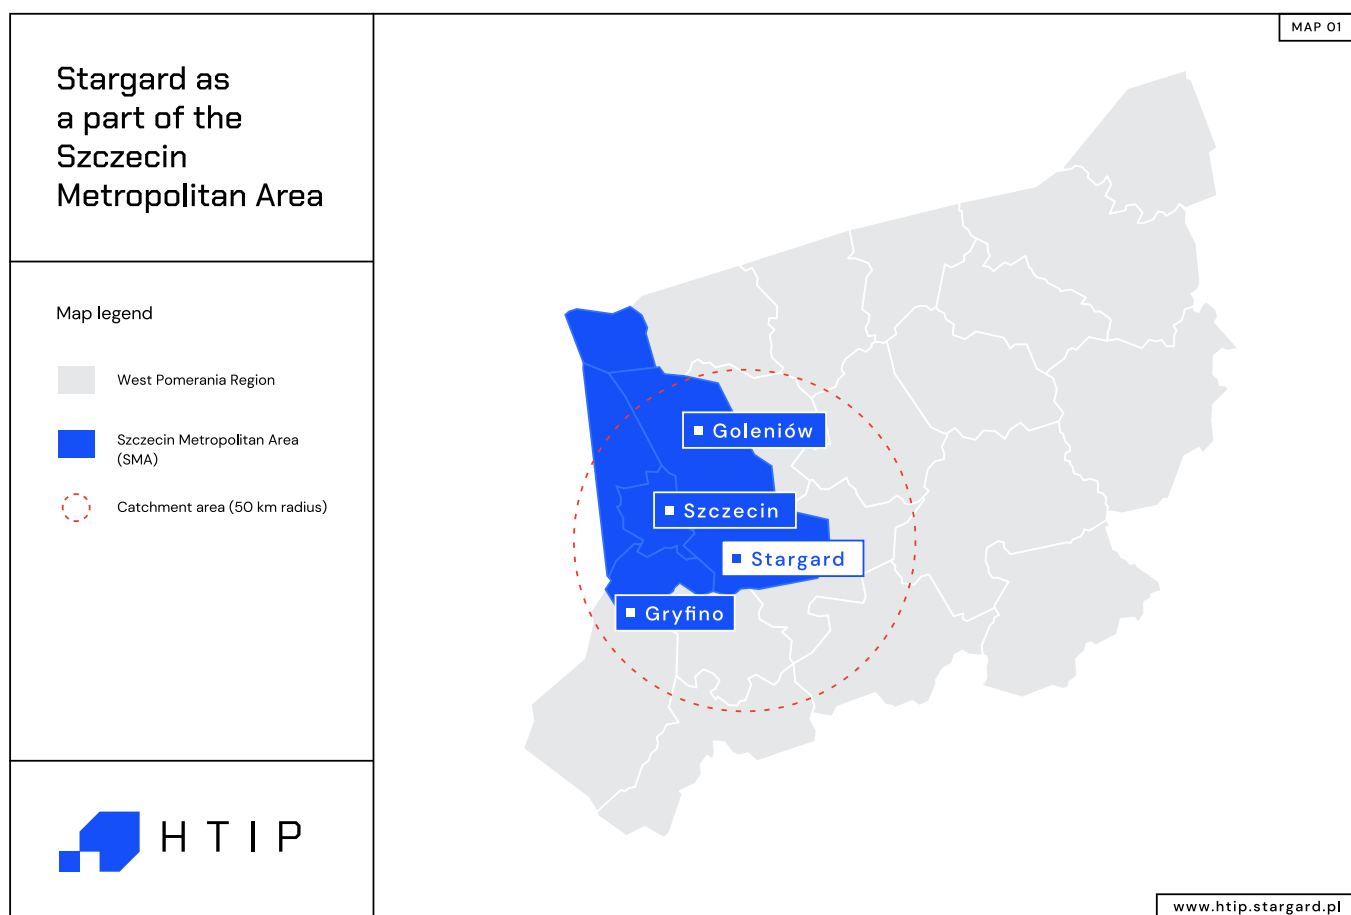 Stargard as
a part of the
Szczecin
Metropolitan Area
Map legend
West Pomerania Region
Szczecin Metropolitan Area
(SMA)
Catchment area (50 km radius)
HTIP
MAP 01
Goleniów
Szczecin
Stargard
Gryfino
www.htip.stargard.pl